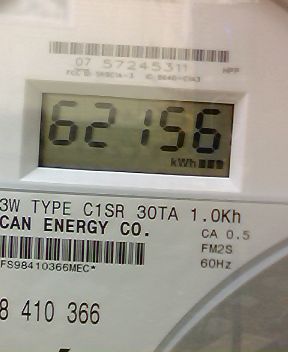 07 57245311
HPP
62156
kWh
3W TYPE C1SR 30TA 1.0Kh
CAN ENERGY CO.
CA 0.5
FM2S
FS98410366MEC*
60Hz
8 410 366